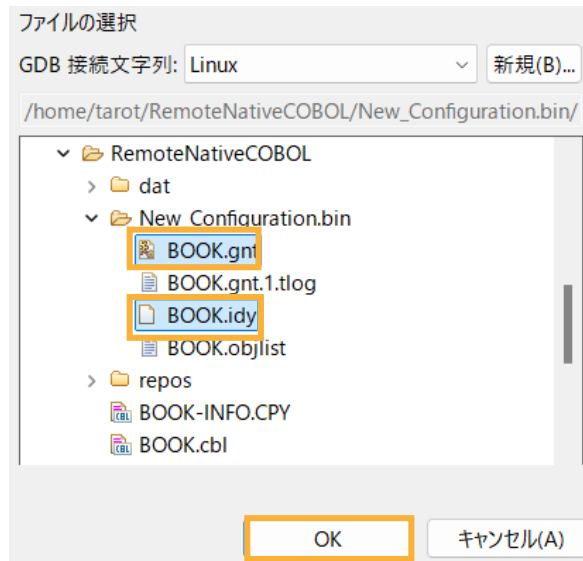 ファイルの選択
GDB 接続文字列: Linux 新規(B)...
/home/tarot/RemoteNativeCOBOL/New_Configuration.bin/
RemoteNativeCOBOL
dat
New_Configuration.bin
BOOK.gnt
BOOK.gnt.1.tlog
BOOK.idy
BOOK.objlist
repos
BOOK-INFO.CPY
BOOK.cbl
OK キャンセル(A)